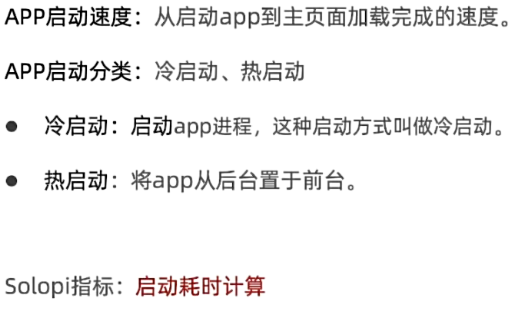 APP启动速度：从启动app到主页面加载完成的速度。
APP启动分类：冷启动、热启动
● 冷启动：启动app进程，这种启动方式叫做冷启动。
● 热启动：将app从后台置于前台。
Solopi指标：启动耗时计算